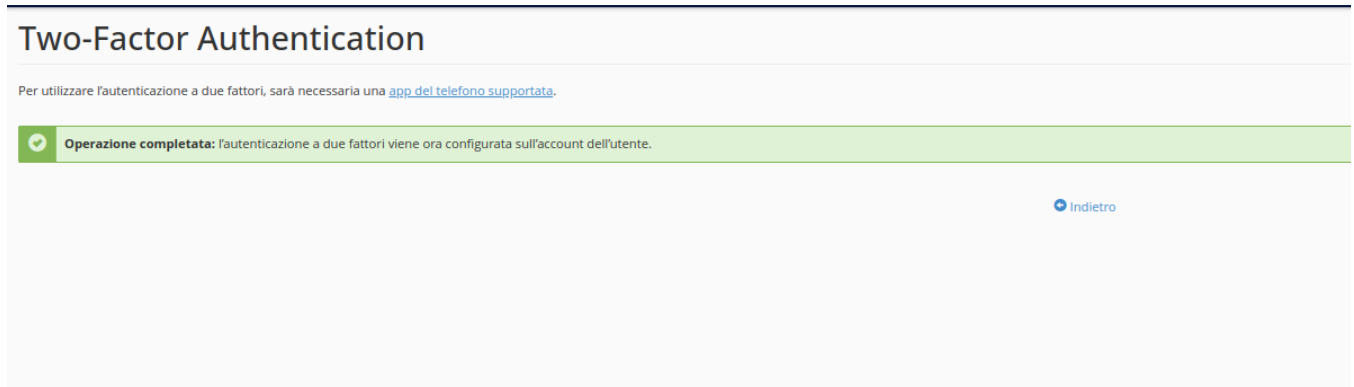 Two-Factor Authentication
Per utilizzare l'autenticazione a due fattori, sarà necessaria una app del telefono supportata.
Operazione completata: l'autenticazione a due fattori viene ora configurata sull'account dell'utente.
Indietro